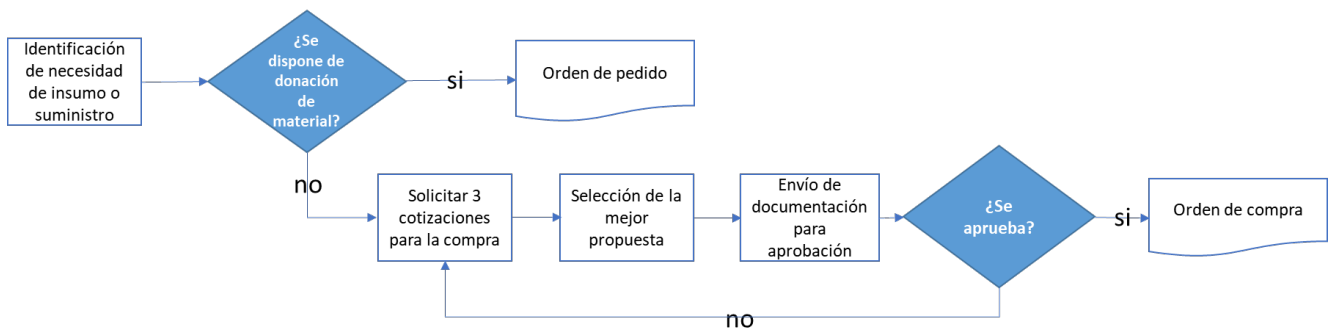 Identificación
de necesidad
de insumo o
suministro
¿Se
dispone de
donación
de
material?
si
Orden de pedido
no
Solicitar 3
cotizaciones
para la compra
Selección de la
mejor
propuesta
Envío de
documentación
para
aprobación
¿Se
aprueba?
si
Orden de compra
no